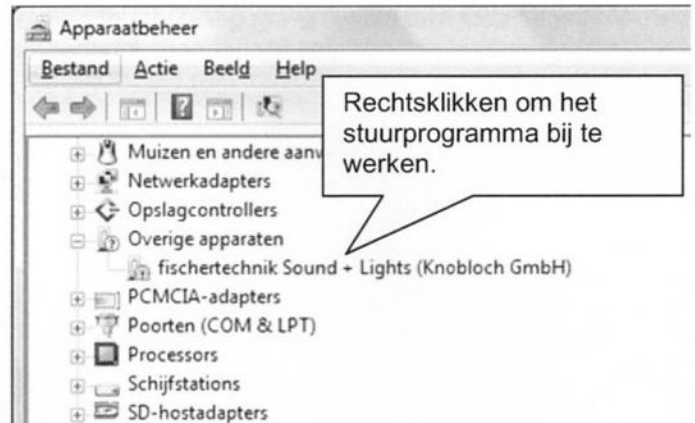 Apparaatbeheer
Bestand Actie Beeld Help
Rechtsklikken om het
stuurprogramma bij te
werken.
Muizen en andere
Netwerkadapters
Opslagcontrollers
Overige apparaten
fischertechnik Sound + Lights (Knobloch GmbH)
PCMCIA-adapters
Poorten (COM & LPT)
Processors
Schijfstations
SD-hostadapters